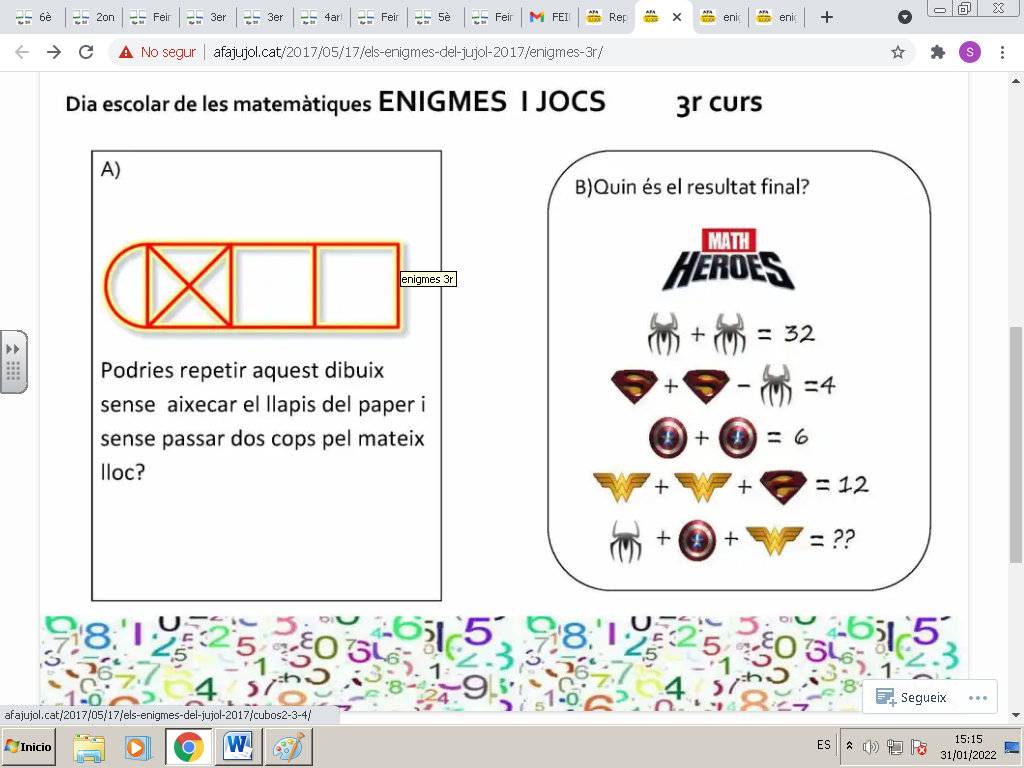 6è
2on
Feir
3er
3er
4art
Feir
5è
Feir
FEII
Rep
enig
enig
No segur
afajujol.cat/2017/05/17/els-enigmes-del-jujol-2017/enigmes-3r/
S
Dia escolar de les matemàtiques ENIGMES I JOCS 3r curs
A)
enigmes 3r
Podries repetir aquest dibuix
sense aixecar el llapis del paper i
sense passar dos cops pel mateix
lloc?
B)Quin és el resultat final?
MATH
HEROES
+ = 32
+ - =4
+ = 6
+ + = 12
+ + = ??
Segueix
afajujol.cat/2017/05/17/els-enigmes-del-jujol-2017/cubos2-3-4/
Inicio
ES
15:15
31/01/2022